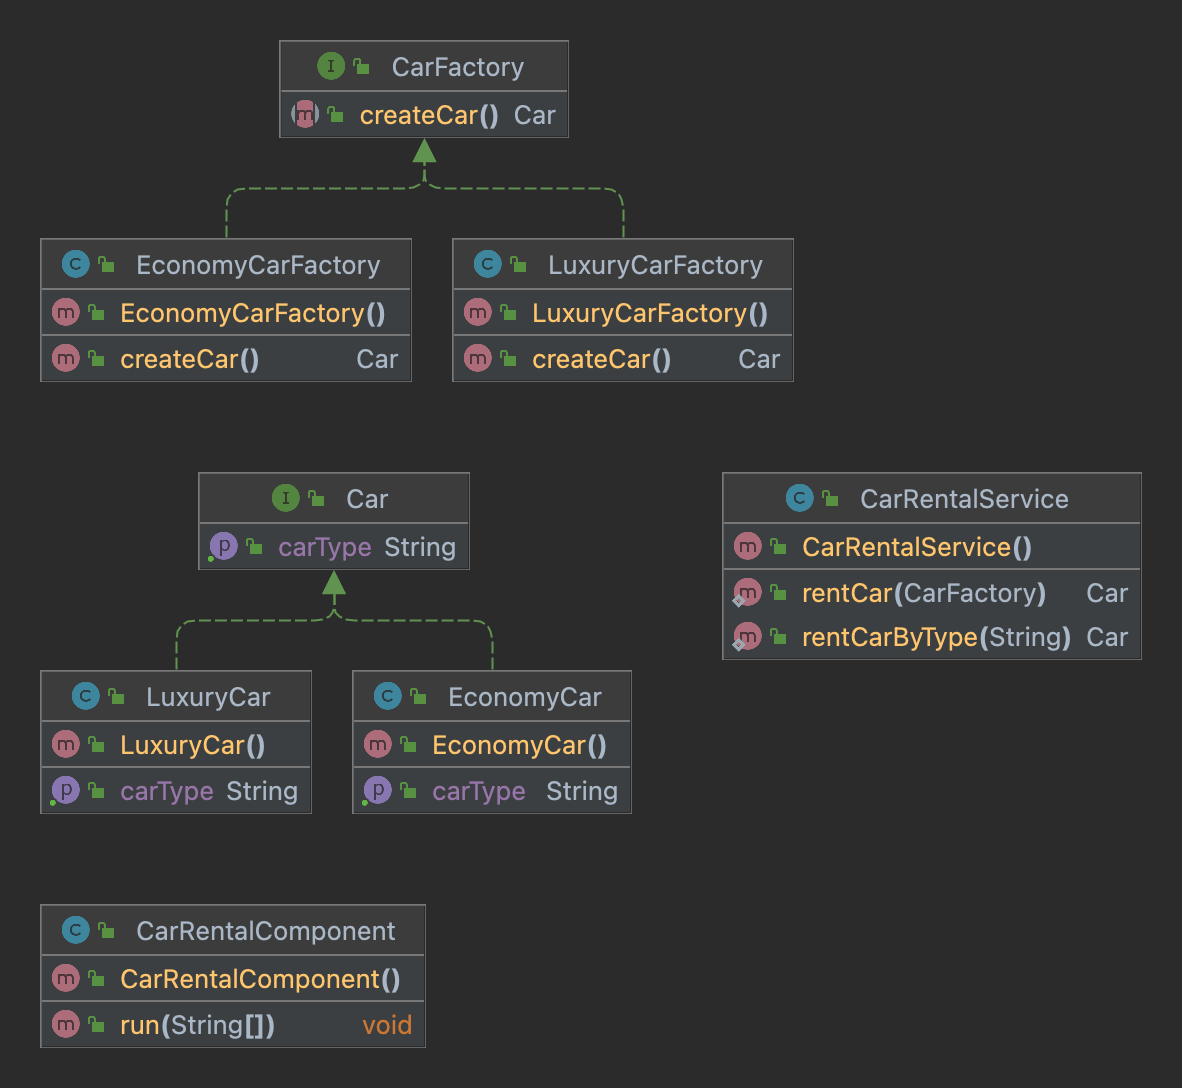 I CarFactory
m createCar() Car
C EconomyCarFactory
m EconomyCarFactory()
m createCar() Car
C LuxuryCarFactory
m LuxuryCarFactory()
m createCar() Car
I Car
p carType String
C CarRentalService
m CarRentalService()
m rentCar(CarFactory) Car
m rentCarByType(String) Car
C LuxuryCar
m LuxuryCar()
p carType String
C EconomyCar
m EconomyCar()
p carType String
C CarRentalComponent
m CarRentalComponent()
m run(String[]) void